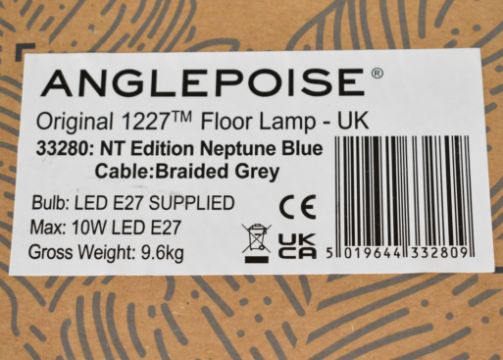 ANGLEPOISE®
Original 1227™ Floor Lamp - UK
33280: NT Edition Neptune Blue
Cable:Braided Grey
Bulb: LED E27 SUPPLIED
Max: 10W LED E27
Gross Weight: 9.6kg
CE
UK
CA
5 019644 332809